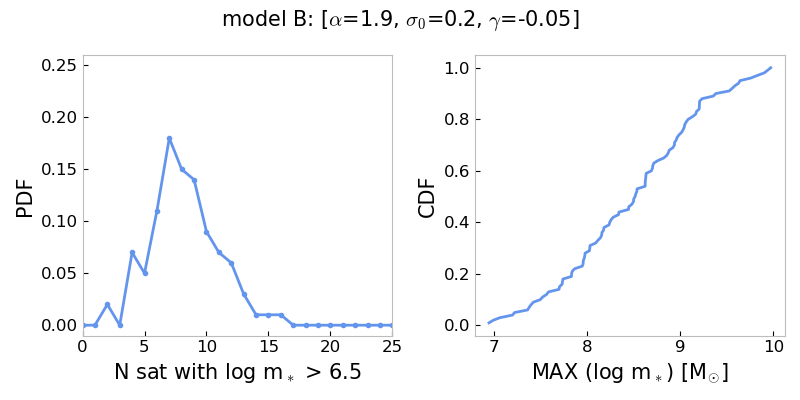 model B: [α=1.9, σ₀=0.2, γ=-0.05]
PDF
0.25
0.20
0.15
0.10
0.05
0.00
0 5 10 15 20 25
N sat with log m* > 6.5
CDF
1.0
0.8
0.6
0.4
0.2
0.0
7 8 9 10
MAX (log m*) [M☉]